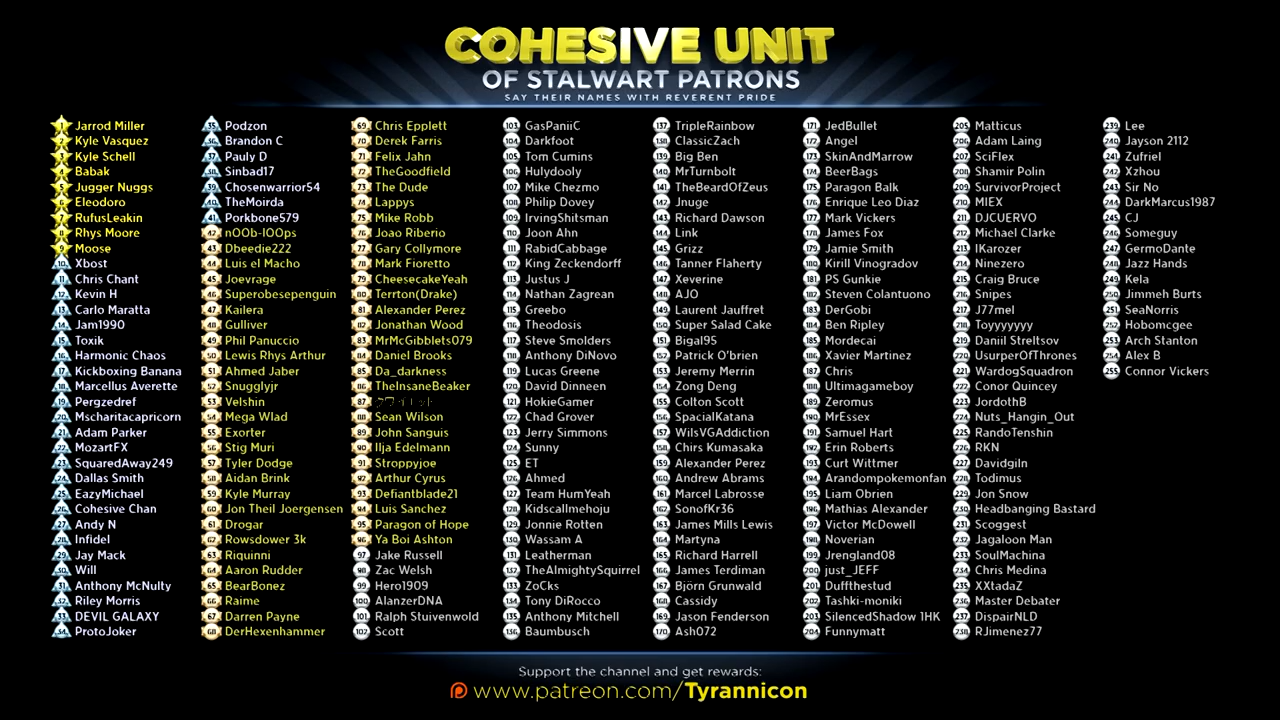 COHESIVE UNIT
OF STALWART PATRONS
SAY THEIR NAMES WITH REVERENT PRIDE
1 Jarrod Miller
2 Kyle Vasquez
3 Kyle Schell
4 Babak
5 Jugger Nuggs
6 Eleodoro
7 RufusLeakin
8 Rhys Moore
9 Moose
10 Xbost
11 Chris Chant
12 Kevin H
13 Carlo Maratta
14 Jam1990
15 Toxik
16 Harmonic Chaos
17 Kickboxing Banana
18 Marcellus Averette
19 Pergzedref
20 Mscharitacapricorn
21 Adam Parker
22 MozartFX
23 SquaredAway249
24 Dallas Smith
25 EazyMichael
26 Cohesive Chan
27 Andy N
28 Infidel
29 Jay Mack
30 Will
31 Anthony McNulty
32 Riley Morris
33 DEVIL GALAXY
34 ProtoJoker
35 Podzon
36 Brandon C
37 Pauly D
38 Sinbad17
39 Chosenwarrior54
40 TheMoirda
41 Porkbone579
42 nOOb-lOOps
43 Dbeedie222
44 Luis el Macho
45 Joevrage
46 Superobesepenguin
47 Kailera
48 Gulliver
49 Phil Panuccio
50 Lewis Rhys Arthur
51 Ahmed Jaber
52 Snugglyjr
53 Velshin
54 Mega Wlad
55 Exorter
56 Stig Muri
57 Tyler Dodge
58 Aidan Brink
59 Kyle Murray
60 Jon Theil Joergensen
61 Drogar
62 Rowsdower 3k
63 Riquinni
64 Aaron Rudder
65 BearBonez
66 Raime
67 Darren Payne
68 DerHexenhammer
69 Chris Epplett
70 Derek Farris
71 Felix Jahn
72 TheGoodfield
73 The Dude
74 Lappys
75 Mike Robb
76 Joao Riberio
77 Gary Collymore
78 Mark Fioretto
79 CheesecakeYeah
80 Terrton(Drake)
81 Alexander Perez
82 Jonathan Wood
83 MrMcGibblets079
84 Daniel Brooks
85 Da_darkness
86 TheInsaneBeaker
87
88 Sean Wilson
89 John Sanguis
90 Ilja Edelmann
91 Stroppyjoe
92 Arthur Cyrus
93 Defiantblade21
94 Luis Sanchez
95 Paragon of Hope
96 Ya Boi Ashton
97 Jake Russell
98 Zac Welsh
99 Hero1909
100 AlanzerDNA
101 Ralph Stuivenwold
102 Scott
103 GasPaniiC
104 Darkfoot
105 Tom Cumins
106 Hulydooly
107 Mike Chezmo
108 Philip Dovey
109 IrvingShitsman
110 Joon Ahn
111 RabidCabbage
112 King Zeckendorff
113 Justus J
114 Nathan Zagrean
115 Greebo
116 Theodosis
117 Steve Smolders
118 Anthony DiNovo
119 Lucas Greene
120 David Dinneen
121 HokieGamer
122 Chad Grover
123 Jerry Simmons
124 Sunny
125 ET
126 Ahmed
127 Team HumYeah
128 Kidscallmehoju
129 Jonnie Rotten
130 Wassam A
131 Leatherman
132 TheAlmightySquirrel
133 ZoCks
134 Tony DiRocco
135 Anthony Mitchell
136 Baumbusch
137 TripleRainbow
138 ClassicZach
139 Big Ben
140 MrTurnbolt
141 TheBeardOfZeus
142 Jnuge
143 Richard Dawson
144 Link
145 Grizz
146 Tanner Flaherty
147 Xeverine
148 AJO
149 Laurent Jauffret
150 Super Salad Cake
151 Bigal95
152 Patrick O'brien
153 Jeremy Merrin
154 Zong Deng
155 Colton Scott
156 SpacialKatana
157 WilsVGAddiction
158 Chirs Kumasaka
159 Alexander Perez
160 Andrew Abrams
161 Marcel Labrosse
162 SonofKr36
163 James Mills Lewis
164 Martyna
165 Richard Harrell
166 James Terdiman
167 Björn Grunwald
168 Cassidy
169 Jason Fenderson
170 Ash072
171 JedBullet
172 Angel
173 SkinAndMarrow
174 BeerBags
175 Paragon Balk
176 Enrique Leo Diaz
177 Mark Vickers
178 James Fox
179 Jamie Smith
180 Kirill Vinogradov
181 PS Gunkie
182 Steven Colantuono
183 DerGobi
184 Ben Ripley
185 Mordecai
186 Xavier Martinez
187 Chris
188 Ultimagameboy
189 Zeromus
190 MrEssex
191 Samuel Hart
192 Erin Roberts
193 Curt Wittmer
194 Arandompokemonfan
195 Liam Obrien
196 Mathias Alexander
197 Victor McDowell
198 Noverian
199 Jrengland08
200 just_JEFF
201 Duffthestud
202 Tashki-moniki
203 SilencedShadow 1HK
204 Funnymatt
205 Matticus
206 Adam Laing
207 SciFlex
208 Shamir Polin
209 SurvivorProject
210 MIEX
211 DJCUERVO
212 Michael Clarke
213 IKarozer
214 Ninezero
215 Craig Bruce
216 Snipes
217 J77mel
218 Toyyyyyyy
219 Daniil Streltsov
220 UsurperOfThrones
221 WardogSquadron
222 Conor Quincey
223 JordothB
224 Nuts_Hangin_Out
225 RandoTenshin
226 RKN
227 Davidgiln
228 Todimus
229 Jon Snow
230 Headbanging Bastard
231 Scoggest
232 Jagaloon Man
233 SoulMachina
234 Chris Medina
235 XXtadaZ
236 Master Debater
237 DispairNLD
238 RJimenez77
239 Lee
240 Jayson 2112
241 Zufriel
242 Xzhou
243 Sir No
244 DarkMarcus1987
245 CJ
246 Someguy
247 GermoDante
248 Jazz Hands
249 Kela
250 Jimmeh Burts
251 SeaNorris
252 Hobomcgee
253 Arch Stanton
254 Alex B
255 Connor Vickers
Support the channel and get rewards:
www.patreon.com/Tyrannicon